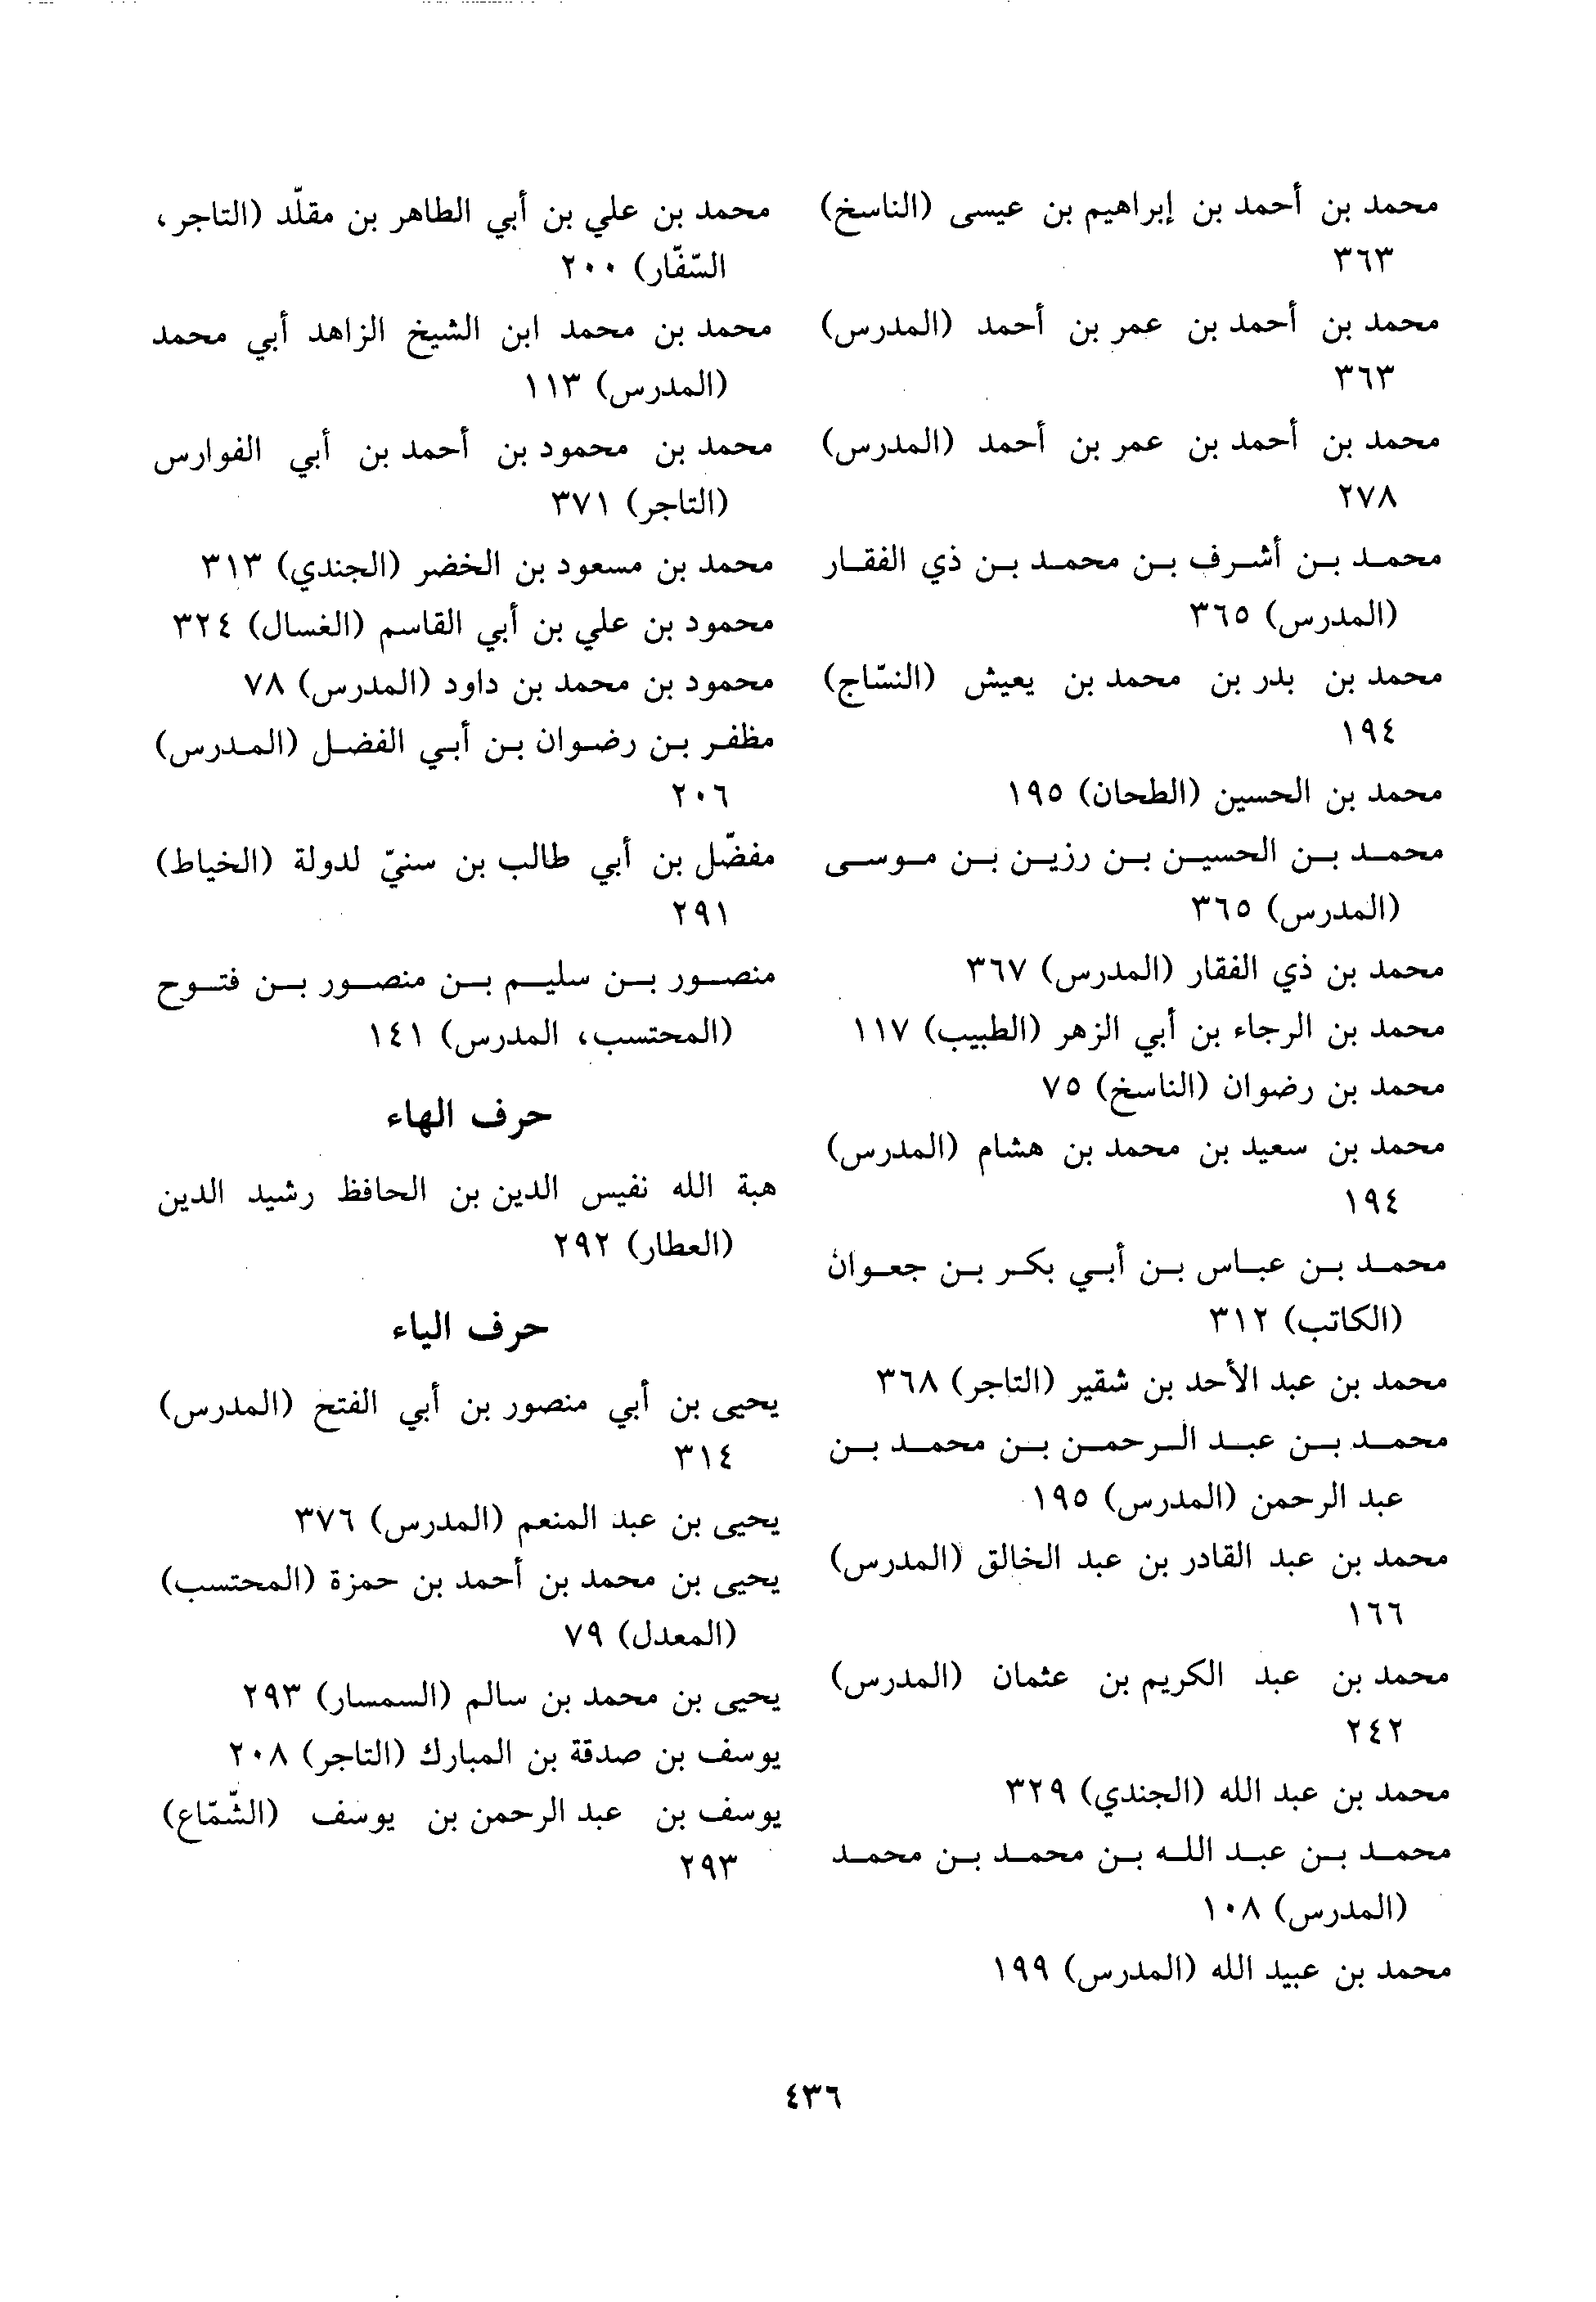 محمد بن أحمد بن إبراهيم بن عيسى (الناسخ)
٣٦٣
محمد بن أحمد بن عمر بن أحمد (المدرس)
٣٦٣
محمد بن أحمد بن عمر بن أحمد (المدرس)
٢٧٨
محمد بن أشرف بن محمد بن ذي الفقار
(المدرس) ٣٦٥
محمد بن بدر بن محمد بن يعيش (النسّاج)
١٩٤
محمد بن الحسين (الطحان) ١٩٥
محمد بن الحسين بن رزين بن موسى
(المدرس) ٣٦٥
محمد بن ذي الفقار (المدرس) ٣٦٧
محمد بن الرجاء بن أبي الزهر (الطبيب) ١١٧
محمد بن رضوان (الناسخ) ٧٥
محمد بن سعيد بن محمد بن هشام (المدرس)
١٩٤
محمد بن عباس بن أبي بكر بن جعوان
(الكاتب) ٣١٢
محمد بن عبد الأحد بن شقير (التاجر) ٣٦٨
محمد بن عبد الرحمن بن محمد بن
عبد الرحمن (المدرس) ١٩٥
محمد بن عبد القادر بن عبد الخالق (المدرس)
١٦٦
محمد بن عبد الكريم بن عثمان (المدرس)
٢٤٢
محمد بن عبد الله (الجندي) ٣٢٩
محمد بن عبد الله بن محمد بن محمد
(المدرس) ١٠٨
محمد بن عبيد الله (المدرس) ١٩٩
محمد بن علي بن أبي الطاهر بن مقلّد (التاجر،
السّفّار) ٢٠٠
محمد بن محمد ابن الشيخ الزاهد أبي محمد
(المدرس) ١١٣
محمد بن محمود بن أحمد بن أبي الفوارس
(التاجر) ٣٧١
محمد بن مسعود بن الخضر (الجندي) ٣١٣
محمود بن علي بن أبي القاسم (الغسال) ٣٢٤
محمود بن محمد بن داود (المدرس) ٧٨
مظفر بن رضوان بن أبي الفضل (المدرس)
٢٠٦
مفضّل بن أبي طالب بن سنيّ لدولة (الخياط)
٢٩١
منصور بن سليم بن منصور بن فتوح
(المحتسب، المدرس) ١٤١
حرف الهاء
هبة الله نفيس الدين بن الحافظ رشيد الدين
(العطار) ٢٩٢
حرف الياء
يحيى بن أبي منصور بن أبي الفتح (المدرس)
٣١٤
يحيى بن عبد المنعم (المدرس) ٣٧٦
يحيى بن محمد بن أحمد بن حمزة (المحتسب)
(المعدل) ٧٩
يحيى بن محمد بن سالم (السمسار) ٢٩٣
يوسف بن صدقة بن المبارك (التاجر) ٢٠٨
يوسف بن عبد الرحمن بن يوسف (الشّمّاع)
٢٩٣
٤٣٦